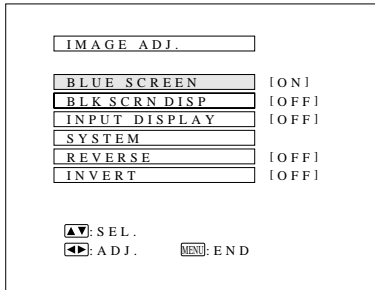 IMAGE ADJ.
BLUE SCREEN [ON]
BLK SCRN DISP [OFF]
INPUT DISPLAY [OFF]
SYSTEM
REVERSE [OFF]
INVERT [OFF]
▲▼:SEL.
◀▶:ADJ. MENU:END